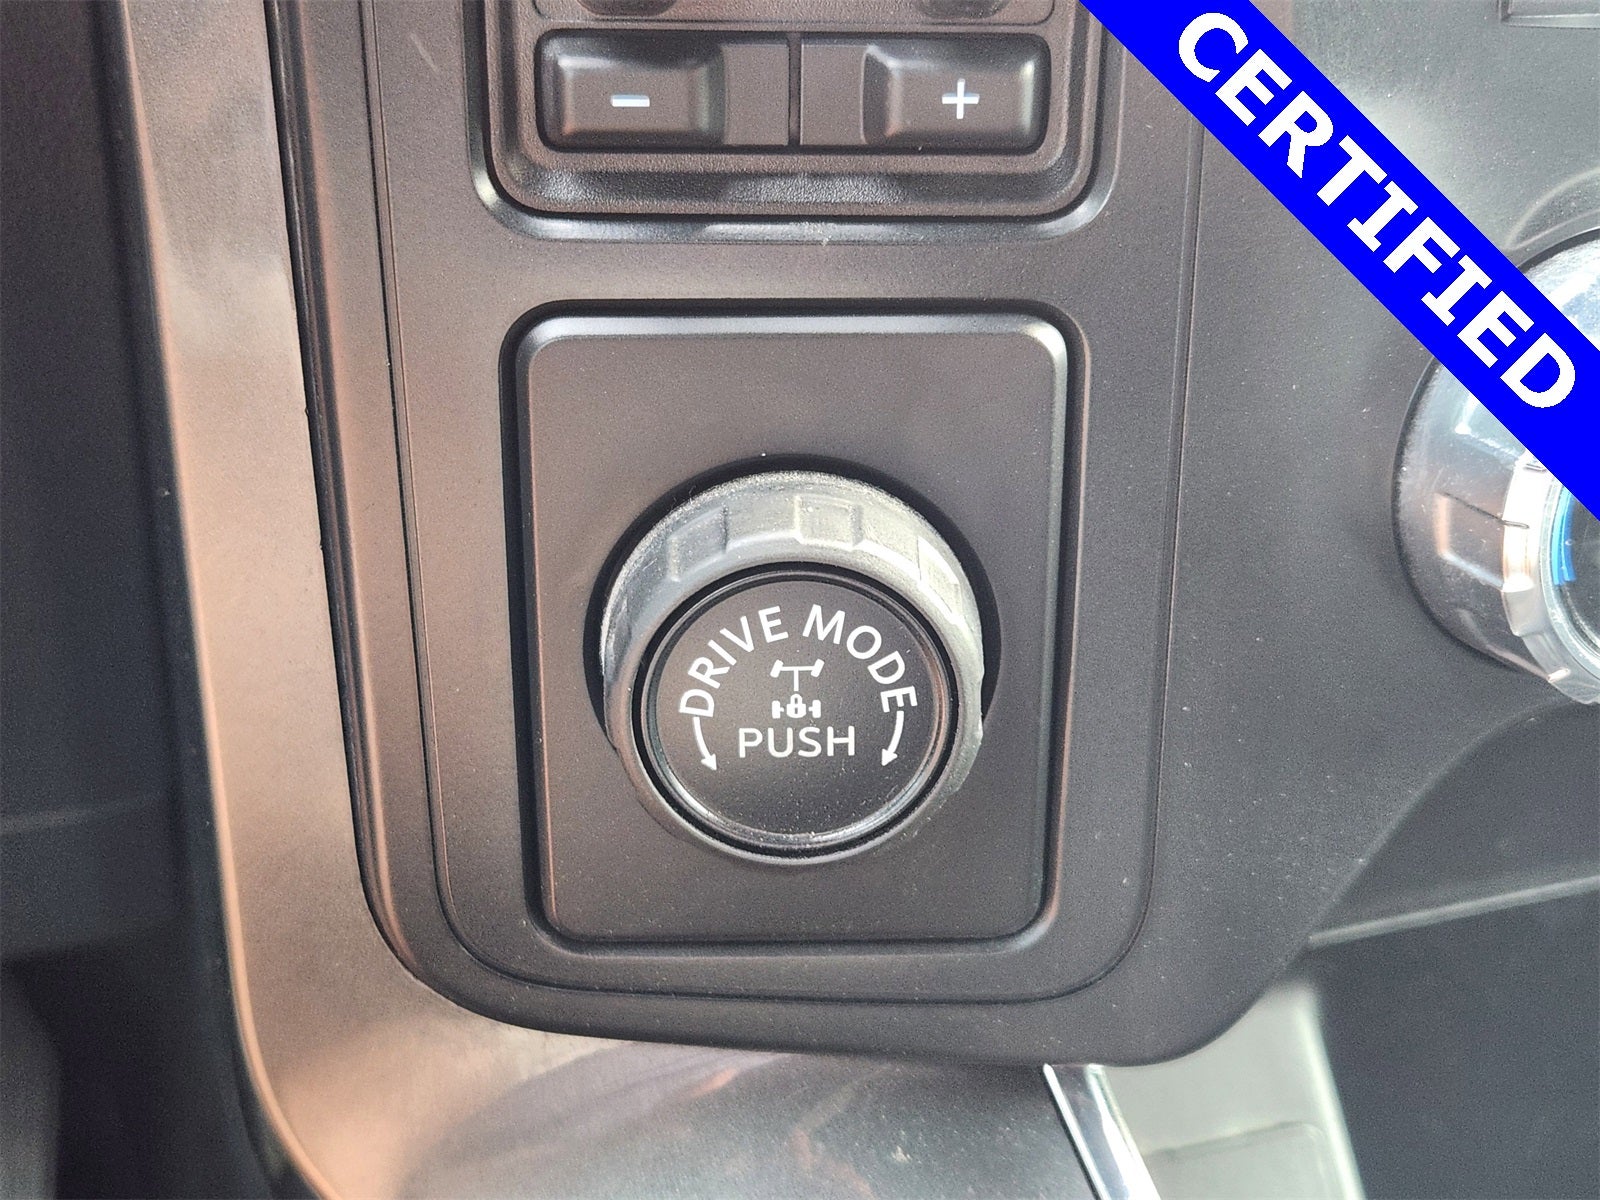 - +
CERTIFIED
DRIVE MODE
PUSH